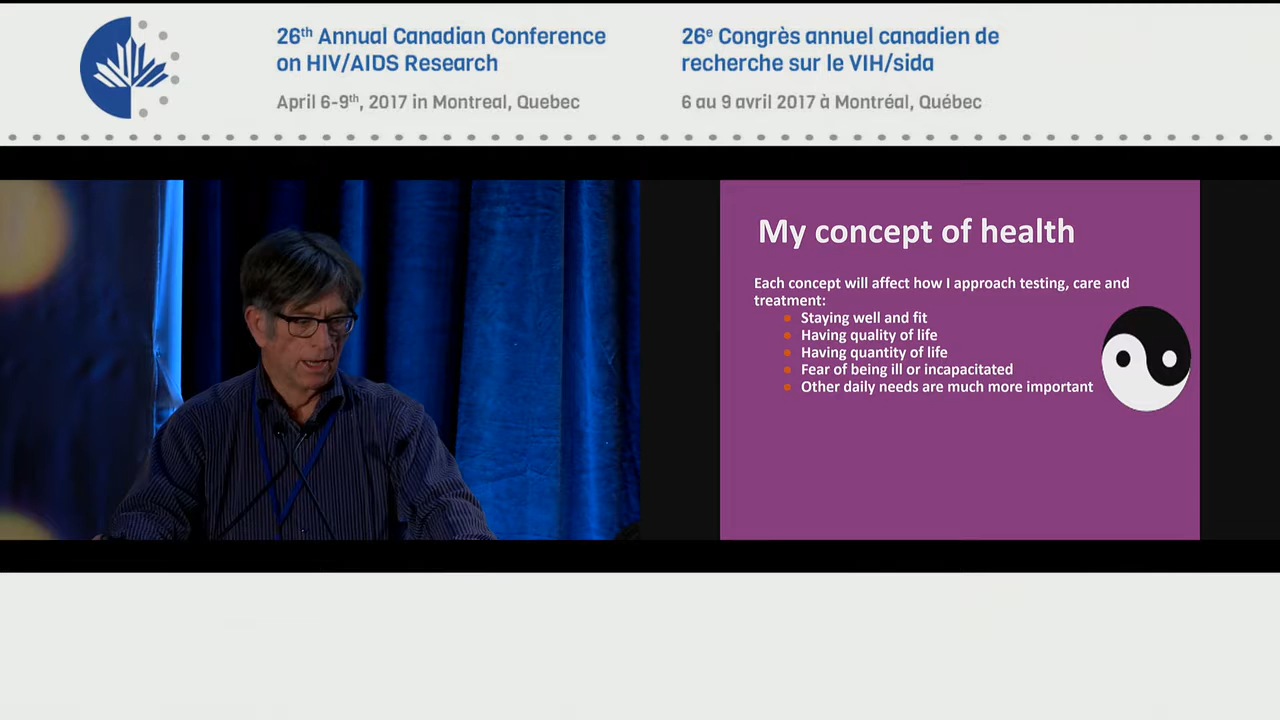 26th Annual Canadian Conference
on HIV/AIDS Research
April 6-9th, 2017 in Montreal, Quebec
26e Congrès annuel canadien de
recherche sur le VIH/sida
6 au 9 avril 2017 à Montréal, Québec
My concept of health
Each concept will affect how I approach testing, care and
treatment:
Staying well and fit
Having quality of life
Having quantity of life
Fear of being ill or incapacitated
Other daily needs are much more important